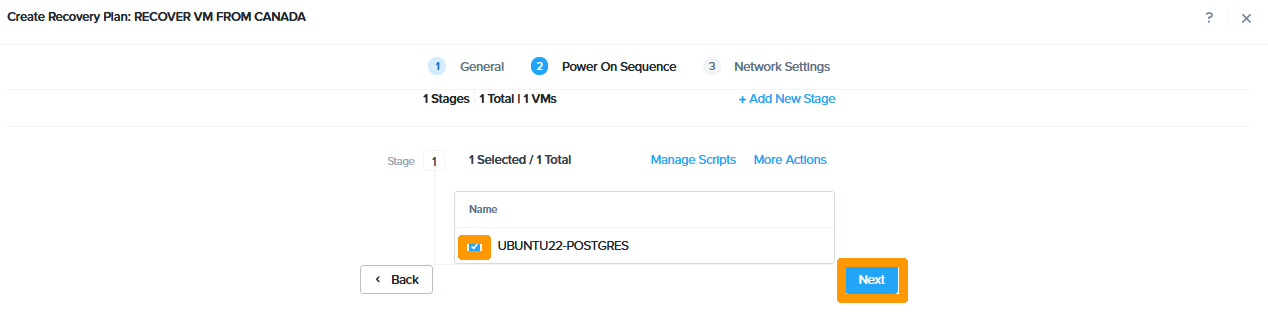 Create Recovery Plan: RECOVER VM FROM CANADA ? ×
1 General 2 Power On Sequence 3 Network Settings
1 Stages 1 Total | 1 VMs + Add New Stage
Stage 1 1 Selected / 1 Total Manage Scripts More Actions
Name
UBUNTU22-POSTGRES
‹ Back Next